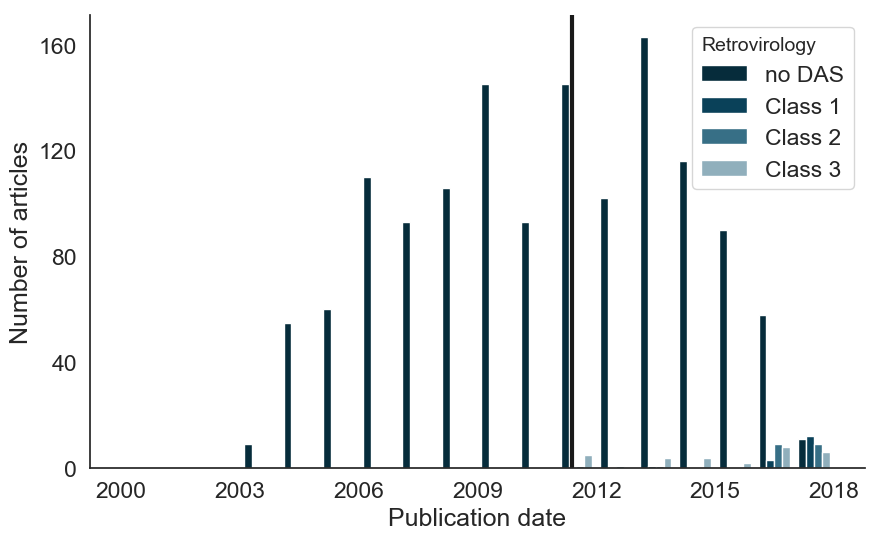 Retrovirology
no DAS
Class 1
Class 2
Class 3
Number of articles
160
120
80
40
0
2000 2003 2006 2009 2012 2015 2018
Publication date